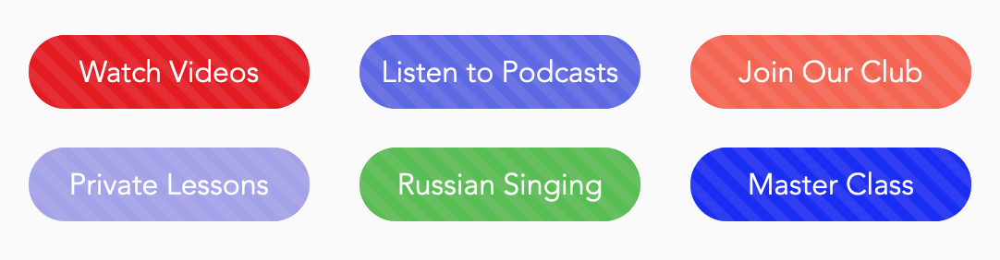 Watch Videos
Listen to Podcasts
Join Our Club
Private Lessons
Russian Singing
Master Class